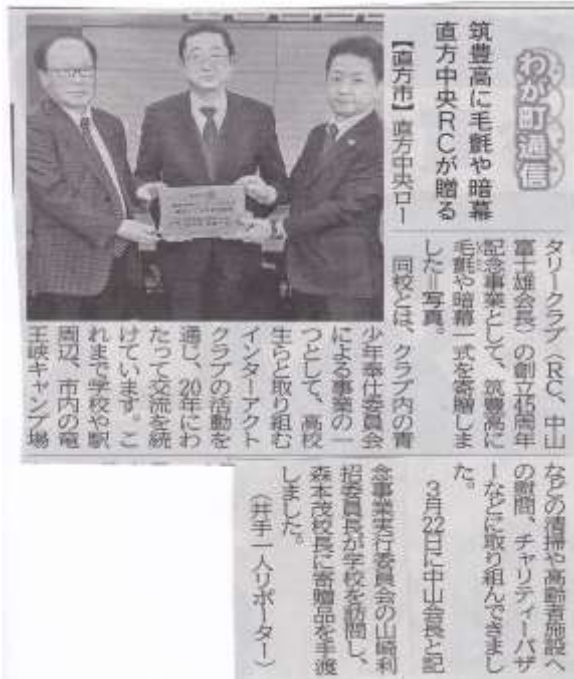 わが町通信
筑豊高に毛氈や暗幕
直方中央RCが贈る
【直方市】直方中央ロー
タリークラブ(RC、中山
富士雄会長)の創立45周年
記念事業として、筑豊高に
毛氈や暗幕一式を寄贈しま
した=写真。
同校とは、クラブ内の青
少年奉仕委員会
による事業の一
つとして、高校
生らと取り組む
インターアクト
クラブの活動を
通じ、20年にわ
たって交流を続
けています。こ
れまで学校や駅
周辺、市内の竜
王峡キャンプ場
などの清掃や高齢者施設へ
の慰問、チャリティーバザ
ーなどに取り組んできまし
た。
3月22日に中山会長と記
念事業実行委員会の山崎利
招委員長が学校を訪問し、
森本茂校長に寄贈品を手渡
しました。
(井手一人リポーター)